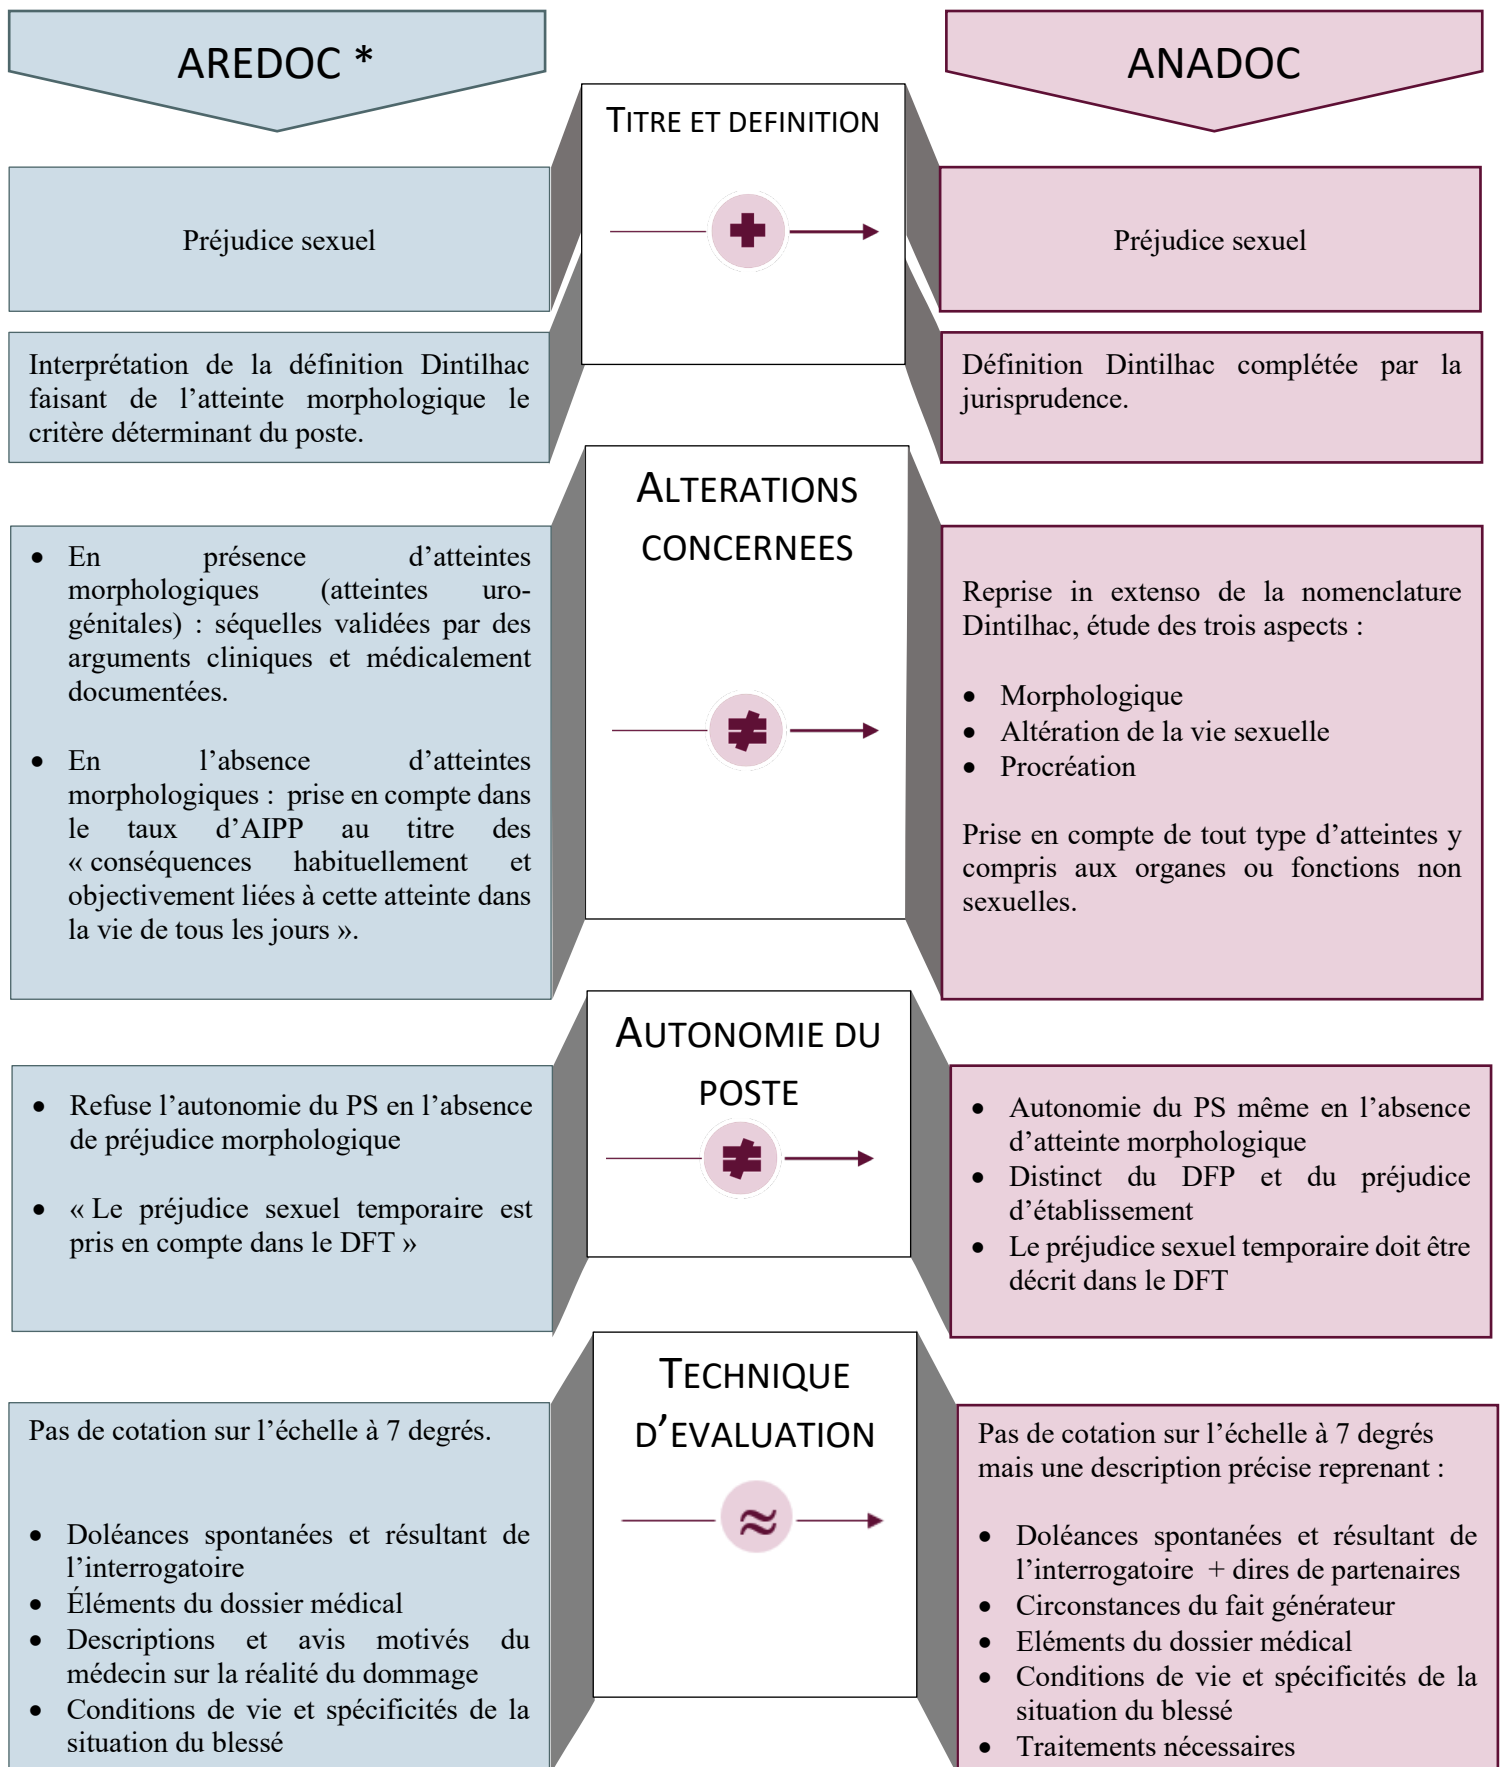 AREDOC *
ANADOC
TITRE ET DEFINITION
Préjudice sexuel
Préjudice sexuel
Interprétation de la définition Dintilhac
faisant de l’atteinte morphologique le
critère déterminant du poste.
Définition Dintilhac complétée par la
jurisprudence.
ALTERATIONS
CONCERNEES
• En présence d’atteintes
morphologiques (atteintes uro-
génitales) : séquelles validées par des
arguments cliniques et médicalement
documentées.
• En l’absence d’atteintes
morphologiques : prise en compte dans
le taux d’AIPP au titre des
« conséquences habituellement et
objectivement liées à cette atteinte dans
la vie de tous les jours ».
Reprise in extenso de la nomenclature
Dintilhac, étude des trois aspects :
• Morphologique
• Altération de la vie sexuelle
• Procréation
Prise en compte de tout type d’atteintes y
compris aux organes ou fonctions non
sexuelles.
AUTONOMIE DU
POSTE
• Refuse l’autonomie du PS en l’absence
de préjudice morphologique
• « Le préjudice sexuel temporaire est
pris en compte dans le DFT »
• Autonomie du PS même en l’absence
d’atteinte morphologique
• Distinct du DFP et du préjudice
d’établissement
• Le préjudice sexuel temporaire doit être
décrit dans le DFT
TECHNIQUE
D’EVALUATION
Pas de cotation sur l’échelle à 7 degrés.
• Doléances spontanées et résultant de
l’interrogatoire
• Éléments du dossier médical
• Descriptions et avis motivés du
médecin sur la réalité du dommage
• Conditions de vie et spécificités de la
situation du blessé
Pas de cotation sur l’échelle à 7 degrés
mais une description précise reprenant :
• Doléances spontanées et résultant de
l’interrogatoire + dires de partenaires
• Circonstances du fait générateur
• Eléments du dossier médical
• Conditions de vie et spécificités de la
situation du blessé
• Traitements nécessaires